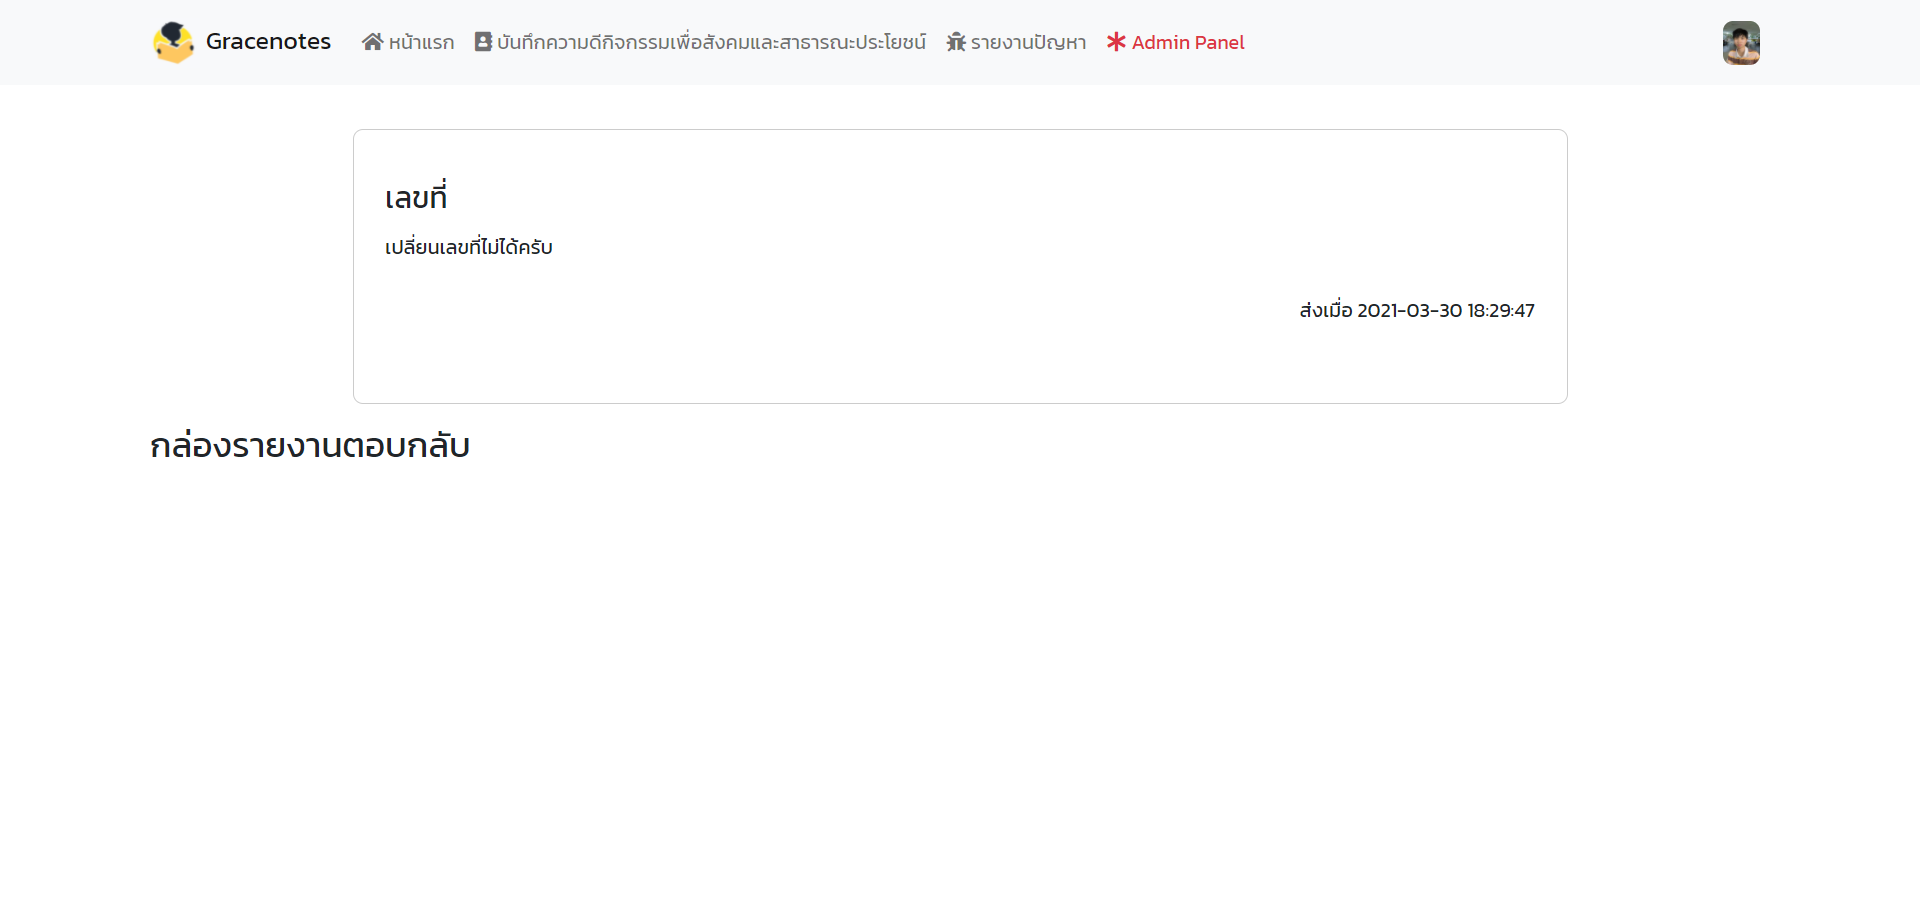 Gracenotes หน้าแรก บันทึกความดีกิจกรรมเพื่อสังคมและสาธารณะประโยชน์ รายงานปัญหา Admin Panel
เลขที่
เปลี่ยนเลขที่ไม่ได้ครับ
ส่งเมื่อ 2021-03-30 18:29:47
กล่องรายงานตอบกลับ